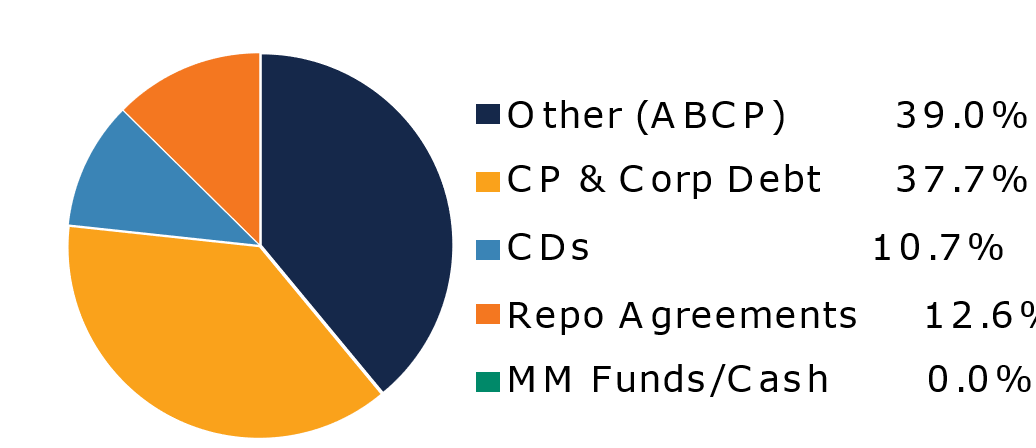 Other (ABCP) 39.0%
CP & Corp Debt 37.7%
CDs 10.7%
Repo Agreements 12.6%
MM Funds/Cash 0.0%